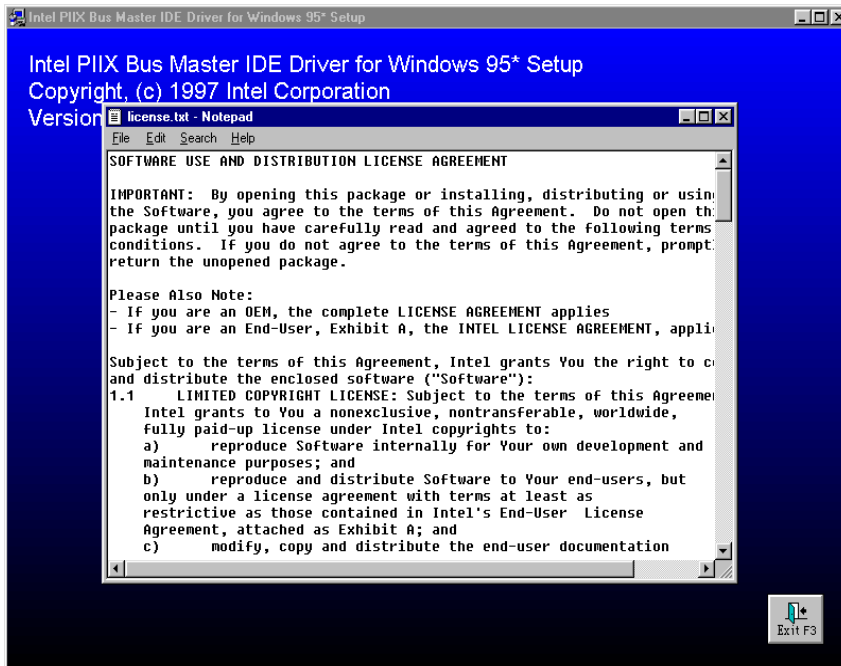 Intel PIIX Bus Master IDE Driver for Windows 95* Setup
Intel PIIX Bus Master IDE Driver for Windows 95* Setup
Copyright, (c) 1997 Intel Corporation
Version
license.txt - Notepad
File Edit Search Help
SOFTWARE USE AND DISTRIBUTION LICENSE AGREEMENT
IMPORTANT: By opening this package or installing, distributing or using
the Software, you agree to the terms of this Agreement. Do not open
package until you have carefully read and agreed to the following terms
conditions. If you do not agree to the terms of this Agreement,
return the unopened package.
Please Also Note:
- If you are an OEM, the complete LICENSE AGREEMENT applies
- If you are an End-User, Exhibit A, the INTEL LICENSE AGREEMENT,
Subject to the terms of this Agreement, Intel grants You the right to
and distribute the enclosed software ("Software"):
1.1 LIMITED COPYRIGHT LICENSE: Subject to the terms of this
Intel grants to You a nonexclusive, nontransferable, worldwide,
fully paid-up license under Intel copyrights to:
a) reproduce Software internally for Your own development and
maintenance purposes; and
b) reproduce and distribute Software to Your end-users, but
only under a license agreement with terms at least as
restrictive as those contained in Intel's End-User License
Agreement, attached as Exhibit A; and
c) modify, copy and distribute the end-user documentation
Exit F3